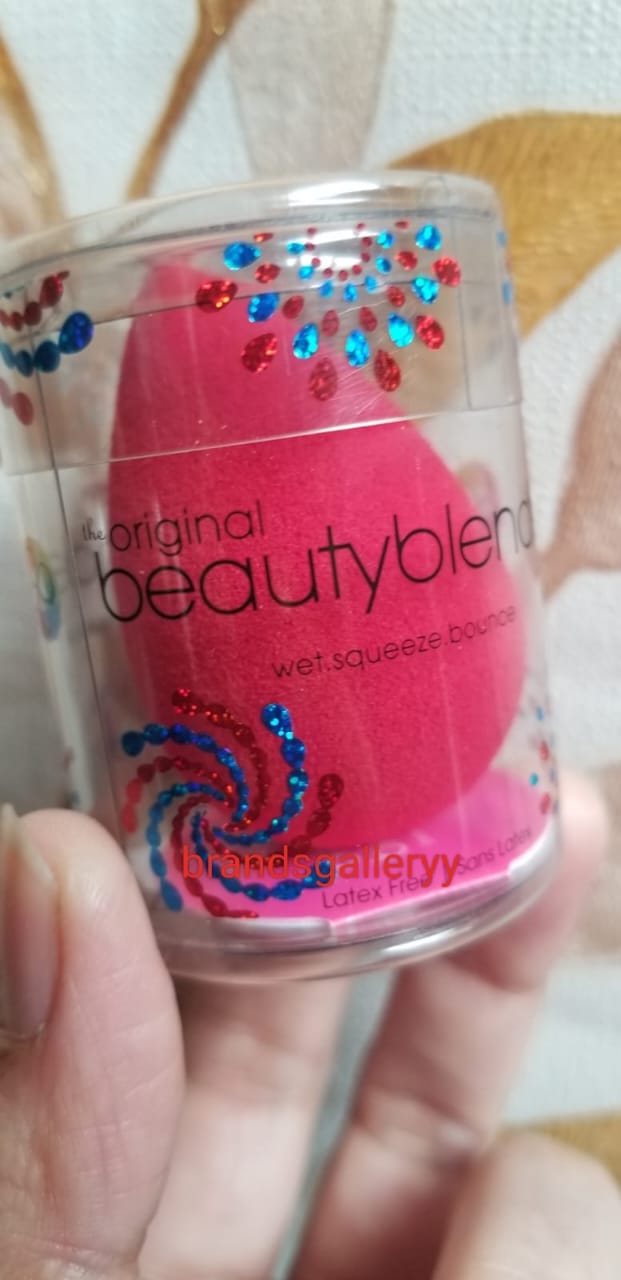 the original
beautyblend
wet.squeeze.bounce
brandsgalleryy
Latex Free Sans Latex